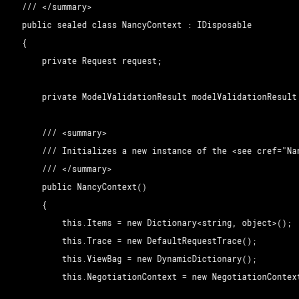 /// </summary>
public sealed class NancyContext : IDisposable
{
private Request request;
private ModelValidationResult modelValidationResult
/// <summary>
/// Initializes a new instance of the <see cref="Nan
/// </summary>
public NancyContext()
{
this.Items = new Dictionary<string, object>();
this.Trace = new DefaultRequestTrace();
this.ViewBag = new DynamicDictionary();
this.NegotiationContext = new NegotiationContext